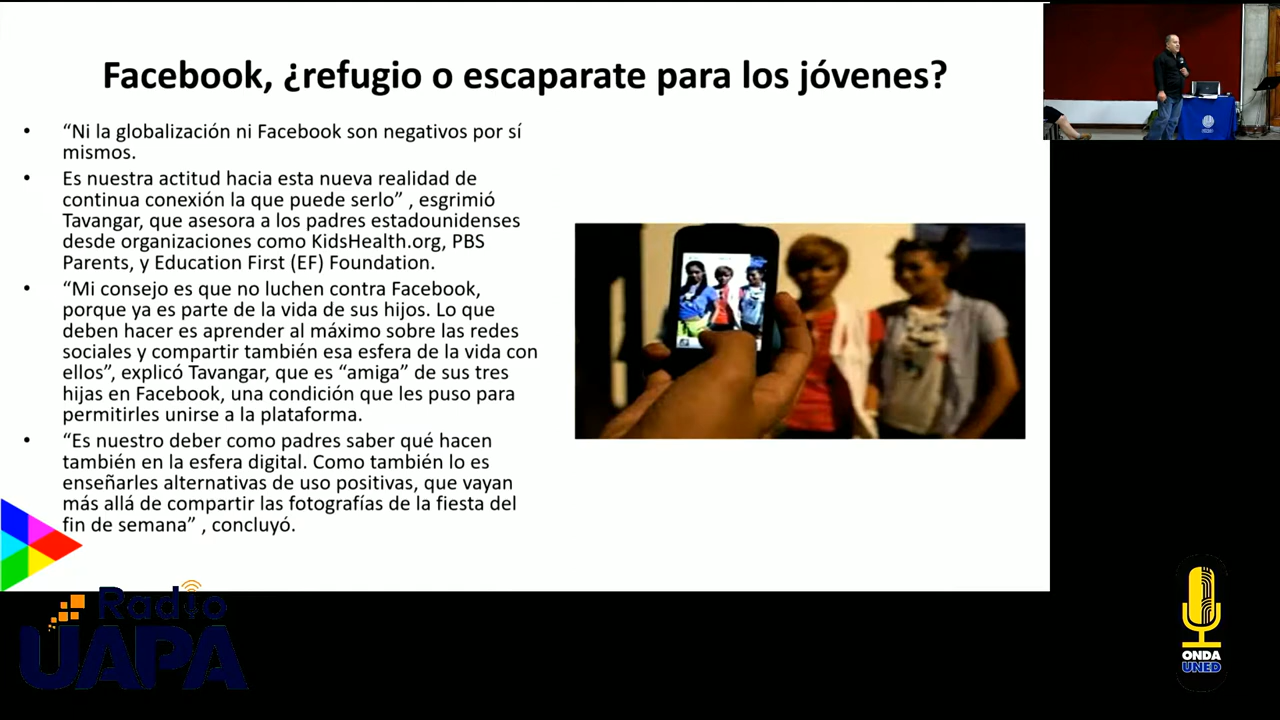 Facebook, ¿refugio o escaparate para los jóvenes?
• “Ni la globalización ni Facebook son negativos por sí
mismos.
• Es nuestra actitud hacia esta nueva realidad de
continua conexión la que puede serlo” , esgrimió
Tavangar, que asesora a los padres estadounidenses
desde organizaciones como KidsHealth.org, PBS
Parents, y Education First (EF) Foundation.
• “Mi consejo es que no luchen contra Facebook,
porque ya es parte de la vida de sus hijos. Lo que
deben hacer es aprender al máximo sobre las redes
sociales y compartir también esa esfera de la vida con
ellos”, explicó Tavangar, que es “amiga” de sus tres
hijas en Facebook, una condición que les puso para
permitirles unirse a la plataforma.
• “Es nuestro deber como padres saber qué hacen
también en la esfera digital. Como también lo es
enseñarles alternativas de uso positivas, que vayan
más allá de compartir las fotografías de la fiesta del
fin de semana” , concluyó.
Radio
UAPA
ONDA
UNED